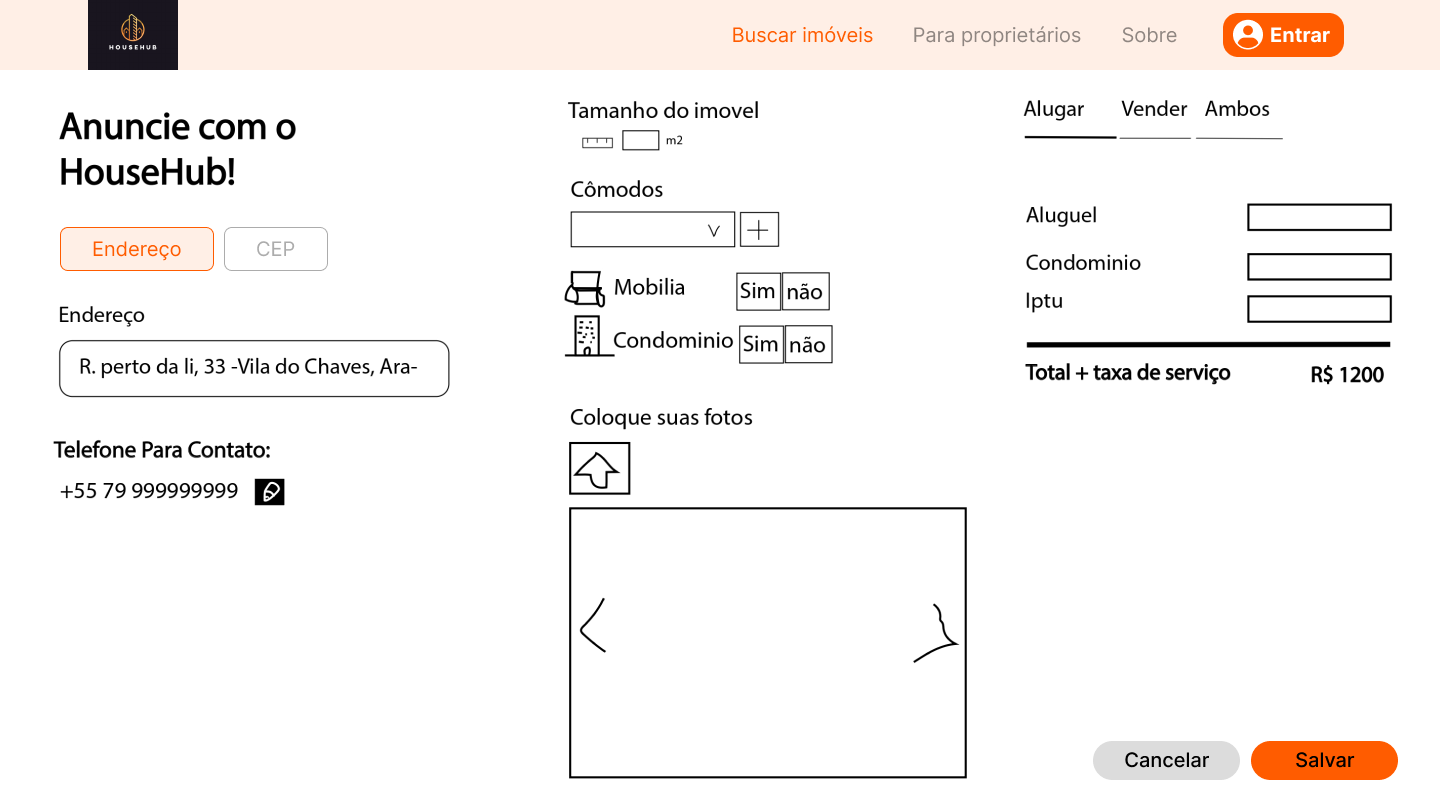 HOUSEHUB
Buscar imóveis
Para proprietários
Sobre
Entrar
Anuncie com o
HouseHub!
Endereço
CEP
Endereço
R. perto da li, 33 -Vila do Chaves, Ara-
Telefone Para Contato:
+55 79 999999999
Tamanho do imovel
m2
Cômodos
Mobilia
Sim
não
Condominio
Sim
não
Coloque suas fotos
Alugar
Vender
Ambos
Aluguel
Condominio
Iptu
Total + taxa de serviço
R$ 1200
Cancelar
Salvar